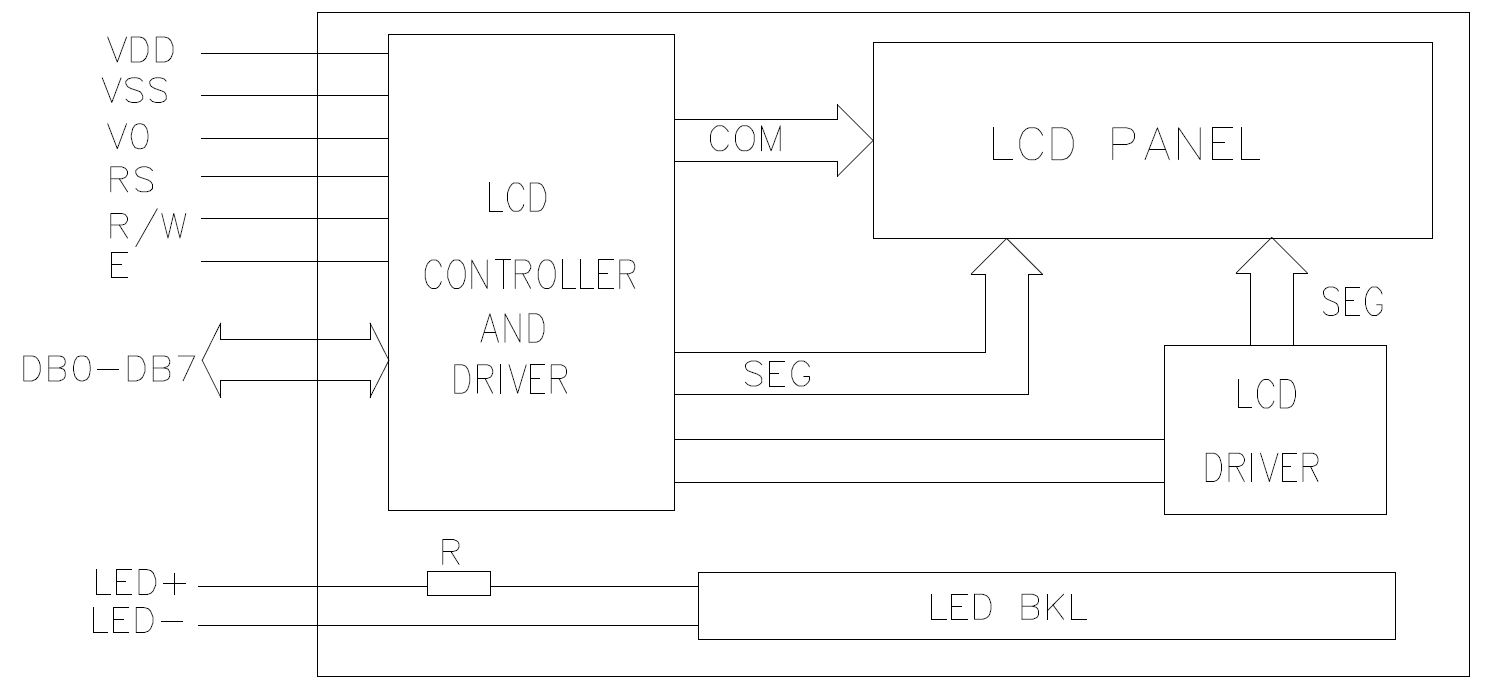 VDD
VSS
V0
RS
R/W
E
DB0-DB7
LCD
CONTROLLER
AND
DRIVER
COM
LCD PANEL
SEG
SEG
LCD
DRIVER
R
LED+
LED-
LED BKL